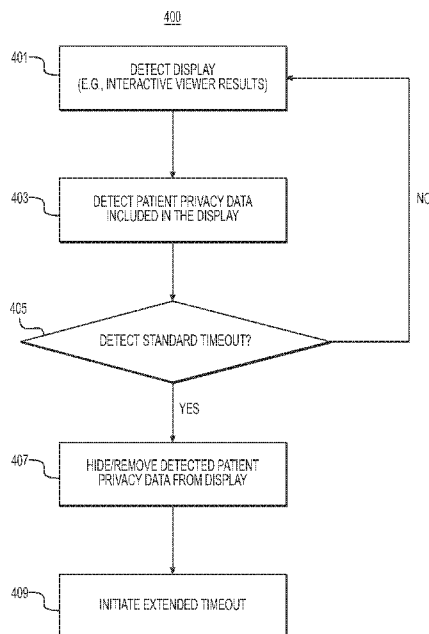 400
401
DETECT DISPLAY
(E.G., INTERACTIVE VIEWER RESULTS)
403
DETECT PATIENT PRIVACY DATA
INCLUDED IN THE DISPLAY
NO
405
DETECT STANDARD TIMEOUT?
YES
407
HIDE/REMOVE DETECTED PATIENT
PRIVACY DATA FROM DISPLAY
409
INITIATE EXTENDED TIMEOUT